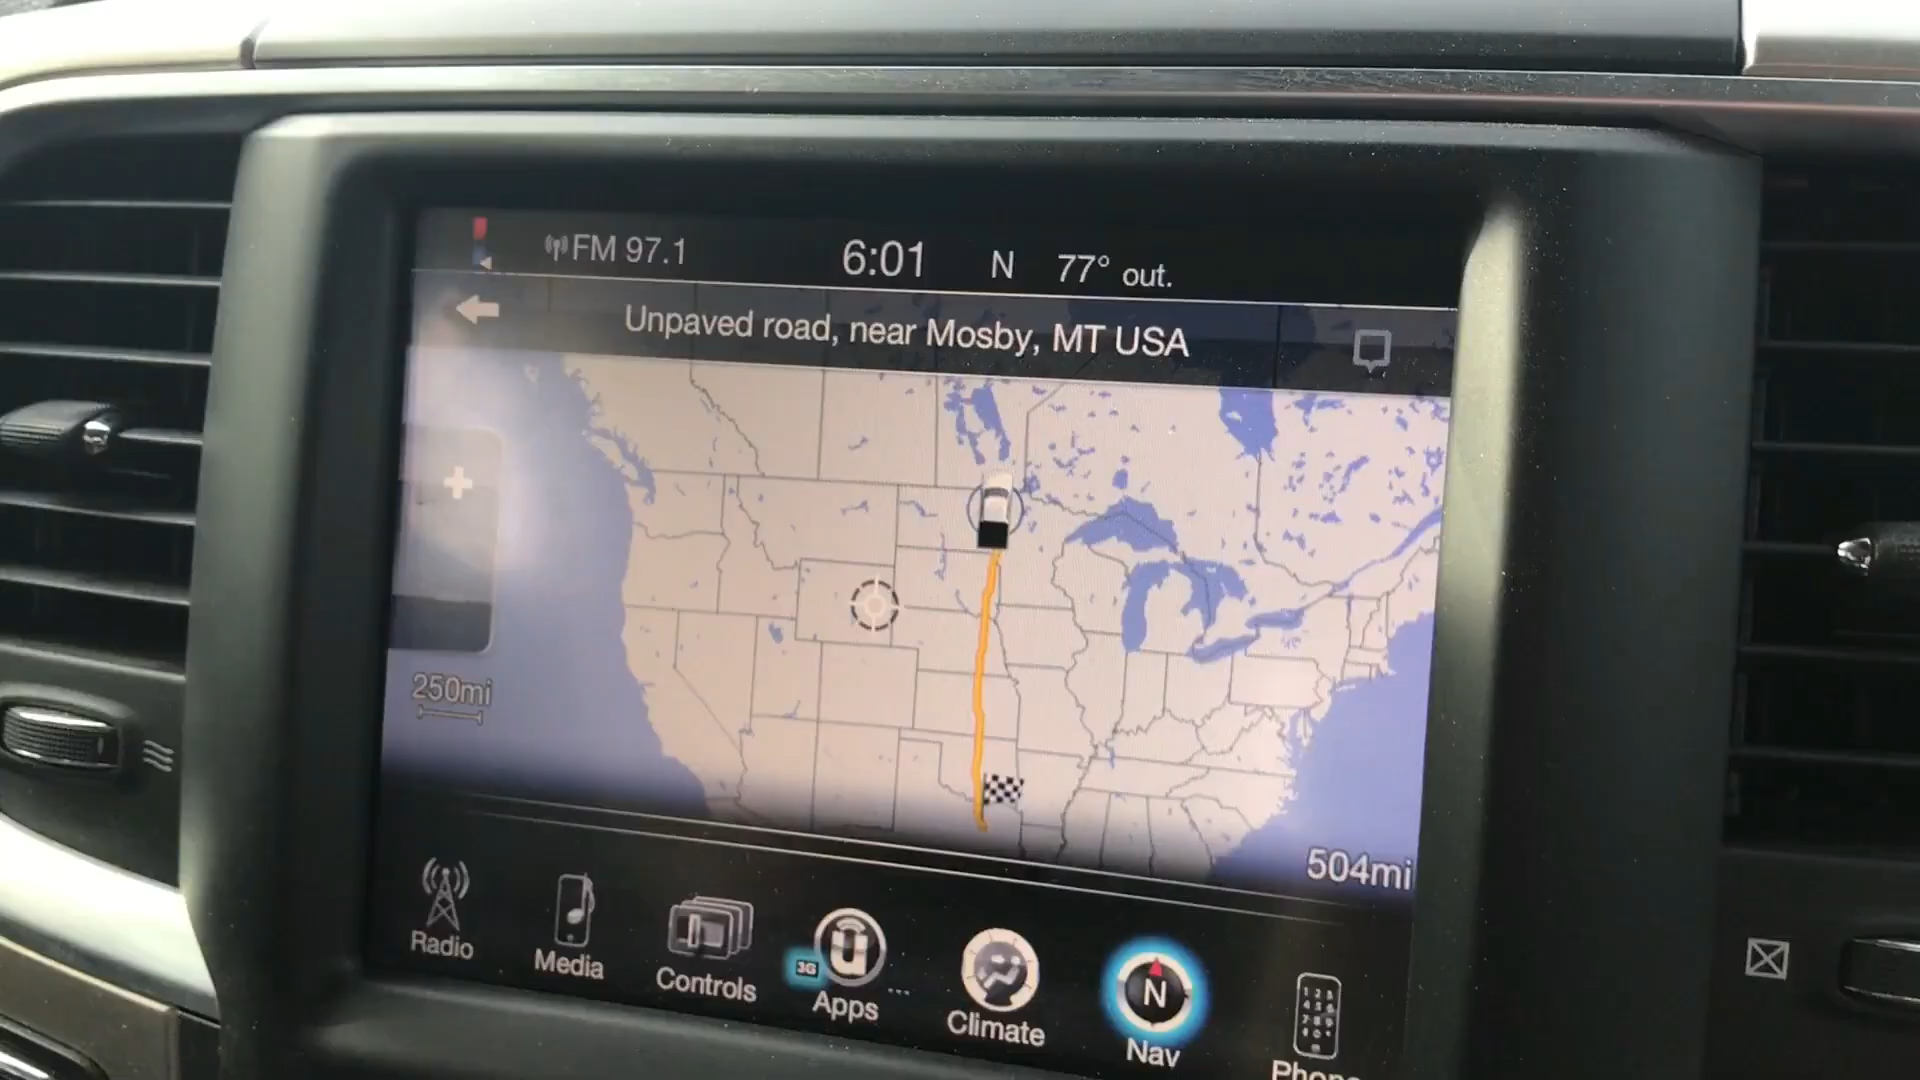 FM 97.1
6:01
N
77° out.
Unpaved road, near Mosby, MT USA
250mi
504mi
Radio
Media
Controls
3G
Apps
...
Climate
N
Nav